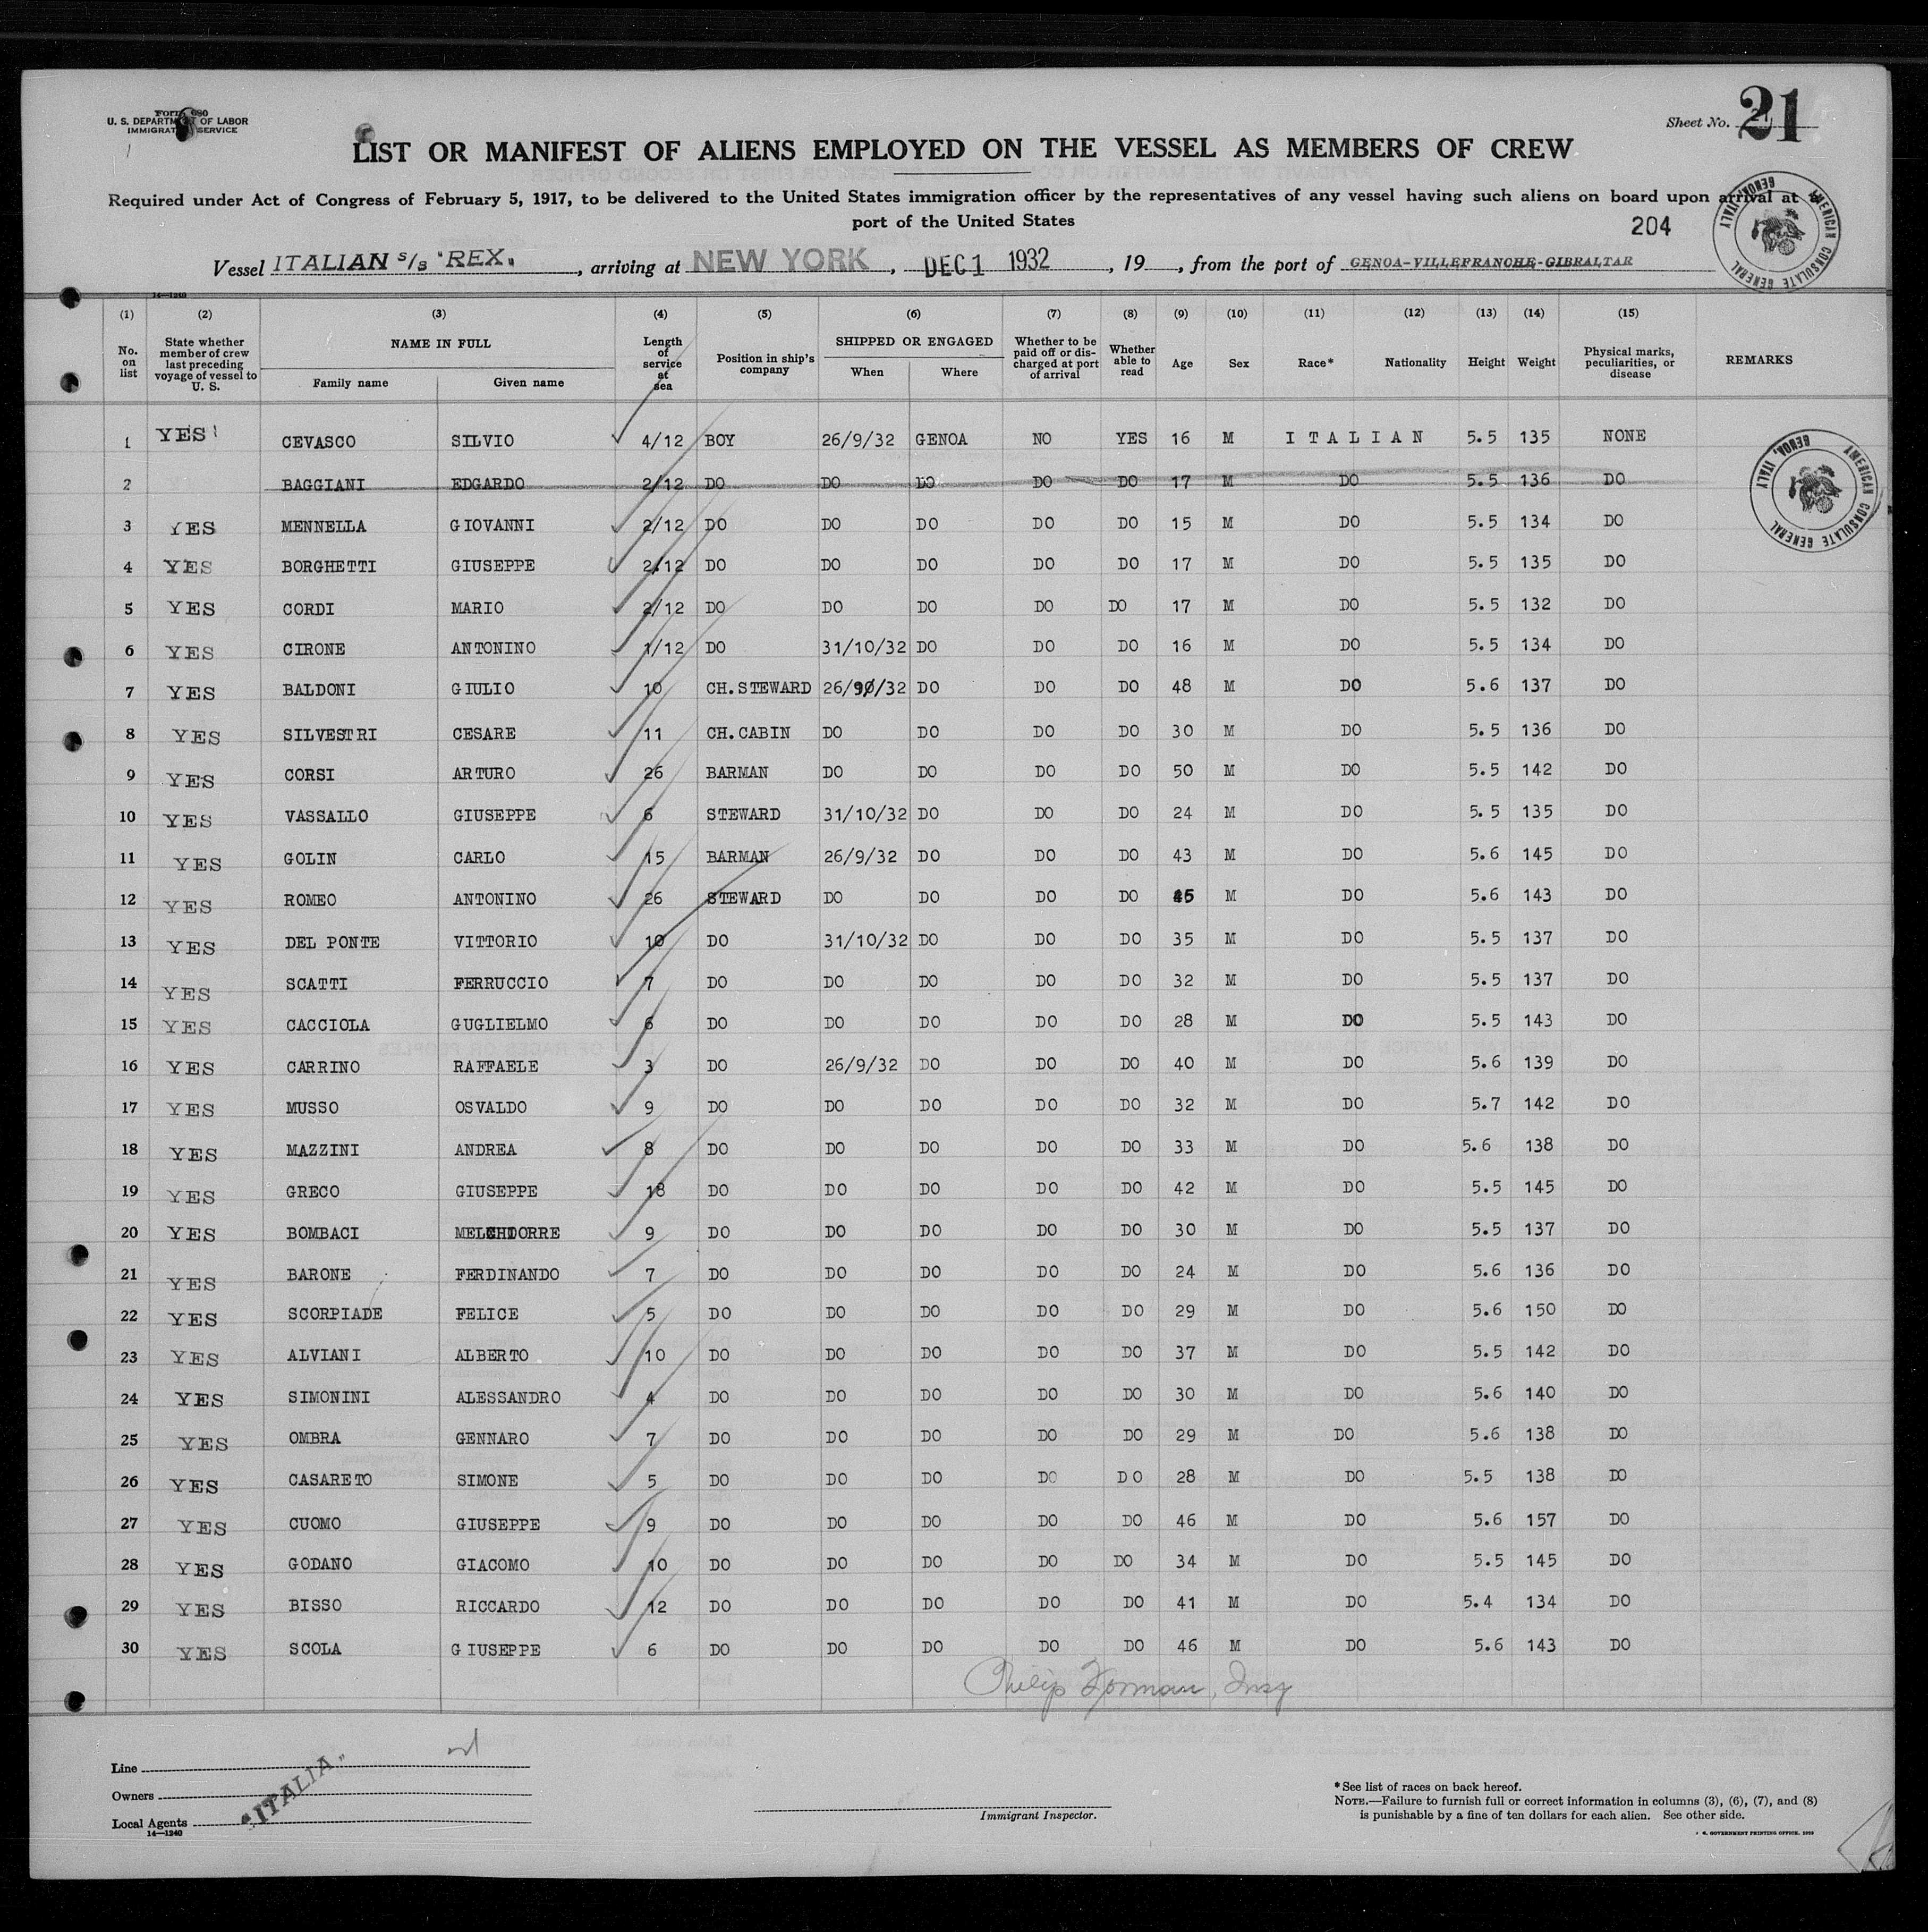 Form 680
U. S. DEPARTMENT OF LABOR
IMMIGRATION SERVICE
Sheet No. 21
LIST OR MANIFEST OF ALIENS EMPLOYED ON THE VESSEL AS MEMBERS OF CREW
Required under Act of Congress of February 5, 1917, to be delivered to the United States immigration officer by the representatives of any vessel having such aliens on board upon arrival at a
port of the United States
204
Vessel ITALIAN S/S "REX" , arriving at NEW YORK , DEC 1 1932 , 19 , from the port of GENOA-VILLEFRANCHE-GIBRALTAR
AMERICAN CONSULATE GENERAL GENOA, ITALY
14-1240
(1) (2) (3) (4) (5) (6) (7) (8) (9) (10) (11) (12) (13) (14) (15)
No. on list State whether member of crew last preceding voyage of vessel to U. S. NAME IN FULL Family name Given name Length of service at sea Position in ship's company SHIPPED OR ENGAGED When Where Whether to be paid off or discharged at port of arrival Whether able to read Age Sex Race* Nationality Height Weight Physical marks, peculiarities, or disease REMARKS
1 YES CEVASCO SILVIO 4/12 BOY 26/9/32 GENOA NO YES 16 M ITALIAN 5.5 135 NONE
2 BAGGIANI EDGARDO 2/12 DO DO DO DO DO 17 M DO 5.5 136 DO
AMERICAN CONSULATE GENERAL GENOA, ITALY
3 YES MENNELLA GIOVANNI 2/12 DO DO DO DO DO 15 M DO 5.5 134 DO
4 YES BORGHETTI GIUSEPPE 2/12 DO DO DO DO DO 17 M DO 5.5 135 DO
5 YES CORDI MARIO 2/12 DO DO DO DO DO 17 M DO 5.5 132 DO
6 YES CIRONE ANTONINO 1/12 DO 31/10/32 DO DO DO 16 M DO 5.5 134 DO
7 YES BALDONI GIULIO 10 CH.STEWARD 26/9/32 DO DO DO 48 M DO 5.6 137 DO
8 YES SILVESTRI CESARE 11 CH.CABIN DO DO DO DO 30 M DO 5.5 136 DO
9 YES CORSI ARTURO 26 BARMAN DO DO DO DO 50 M DO 5.5 142 DO
10 YES VASSALLO GIUSEPPE 6 STEWARD 31/10/32 DO DO DO 24 M DO 5.5 135 DO
11 YES GOLIN CARLO 15 BARMAN 26/9/32 DO DO DO 43 M DO 5.6 145 DO
12 YES ROMEO ANTONINO 26 STEWARD DO DO DO DO 45 M DO 5.6 143 DO
13 YES DEL PONTE VITTORIO 10 DO 31/10/32 DO DO DO 35 M DO 5.5 137 DO
14 YES SCATTI FERRUCCIO 7 DO DO DO DO DO 32 M DO 5.5 137 DO
15 YES CACCIOLA GUGLIELMO 6 DO DO DO DO DO 28 M DO 5.5 143 DO
16 YES CARRINO RAFFAELE 3 DO 26/9/32 DO DO DO 40 M DO 5.6 139 DO
17 YES MUSSO OSVALDO 9 DO DO DO DO DO 32 M DO 5.7 142 DO
18 YES MAZZINI ANDREA 8 DO DO DO DO DO 33 M DO 5.6 138 DO
19 YES GRECO GIUSEPPE 18 DO DO DO DO DO 42 M DO 5.5 145 DO
20 YES BOMBACI MELCHIORRE 9 DO DO DO DO DO 30 M DO 5.5 137 DO
21 YES BARONE FERDINANDO 7 DO DO DO DO DO 24 M DO 5.6 136 DO
22 YES SCORPIADE FELICE 5 DO DO DO DO DO 29 M DO 5.6 150 DO
23 YES ALVIANI ALBERTO 10 DO DO DO DO DO 37 M DO 5.5 142 DO
24 YES SIMONINI ALESSANDRO 4 DO DO DO DO DO 30 M DO 5.6 140 DO
25 YES OMBRA GENNARO 7 DO DO DO DO DO 29 M DO 5.6 138 DO
26 YES CASARETO SIMONE 5 DO DO DO DO DO 28 M DO 5.5 138 DO
27 YES CUOMO GIUSEPPE 9 DO DO DO DO DO 46 M DO 5.6 157 DO
28 YES GODANO GIACOMO 10 DO DO DO DO DO 34 M DO 5.5 145 DO
29 YES BISSO RICCARDO 12 DO DO DO DO DO 41 M DO 5.4 134 DO
30 YES SCOLA GIUSEPPE 6 DO DO DO DO DO 46 M DO 5.6 143 DO
Philip Forman, Insp
Line
Owners "ITALIA"
Local Agents
14—1240
Immigrant Inspector.
* See list of races on back hereof.
NOTE.—Failure to furnish full or correct information in columns (3), (6), (7), and (8)
is punishable by a fine of ten dollars for each alien. See other side.
GOVERNMENT PRINTING OFFICE